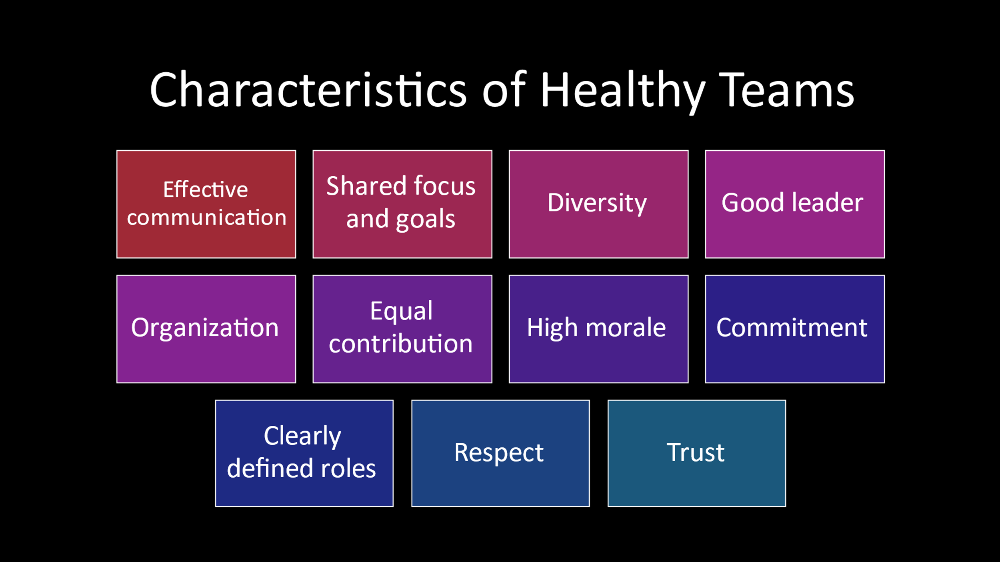 Characteristics of Healthy Teams
Effective
communication
Shared focus
and goals
Diversity
Good leader
Organization
Equal
contribution
High morale
Commitment
Clearly
defined roles
Respect
Trust